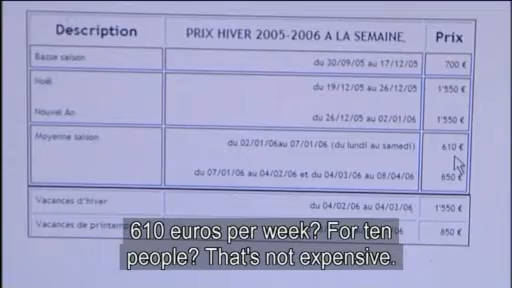 Description PRIX HIVER 2005-2006 A LA SEMAINE. Prix
Basse saison du 30/09/05 au 17/12/05 700 €
Noël du 19/12/05 au 26/12/05 1'550 €
Nouvel An du 26/12/05 au 02/01/06 1'550 €
Moyenne saison du 02/01/06au 07/01/06 (du lundi au samedi) 610 €
du 07/01/06 au 04/02/06 et du 04/03/06 au 08/04/06 850 €
Vacances d'hiver du 04/02/06 au 04/03/06 1'550 €
Vacances de printemps 850 €
610 euros per week? For ten
people? That's not expensive.